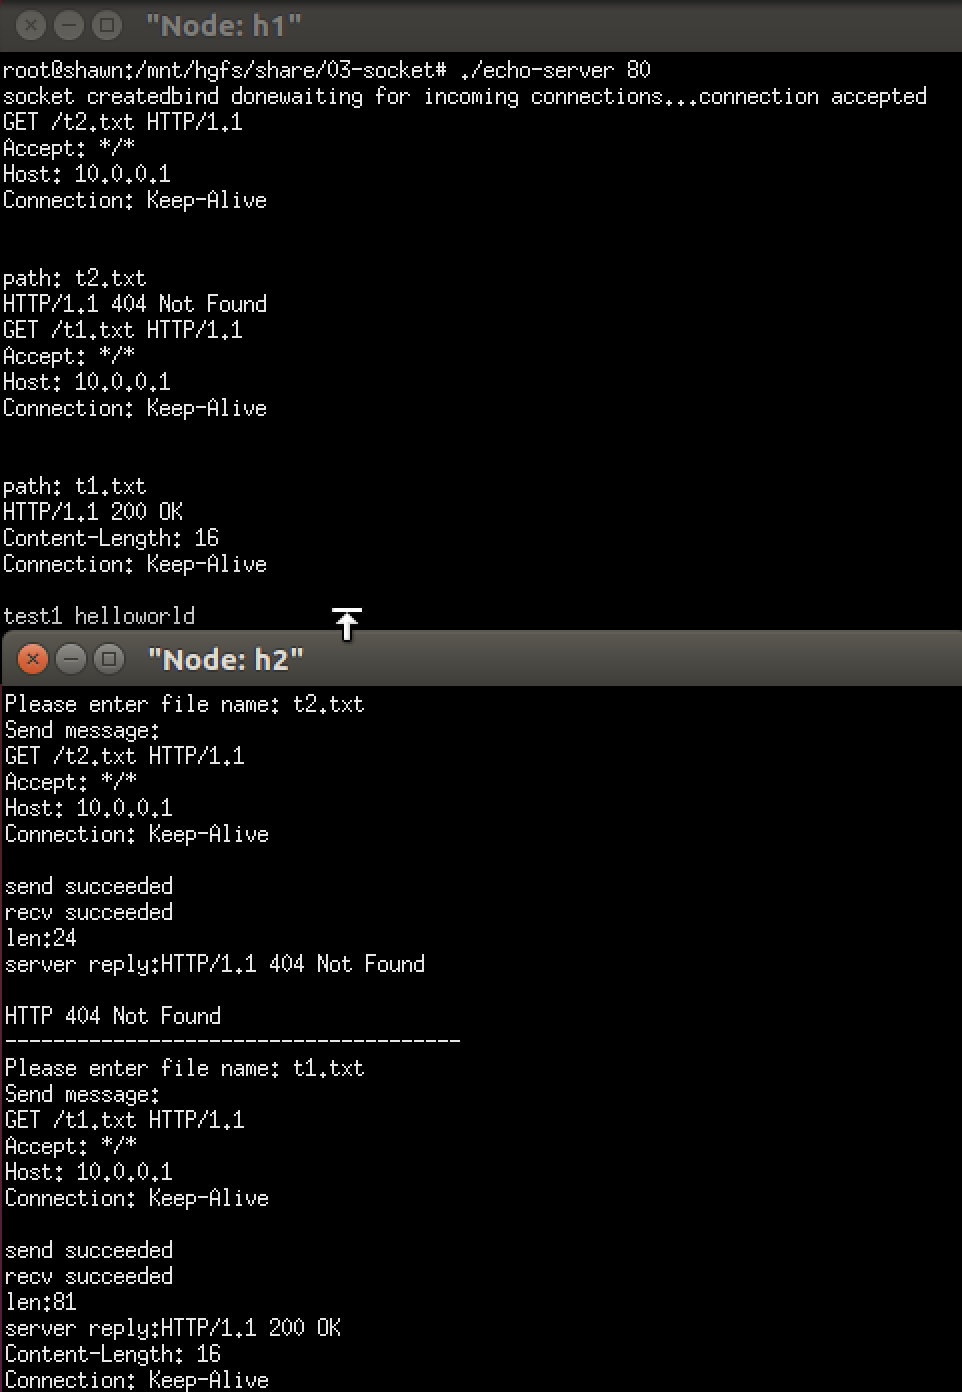 "Node: h1"
root@shawn:/mnt/hgfs/share/03-socket# ./echo-server 80
socket createdbind donewaiting for incoming connections...connection accepted
GET /t2.txt HTTP/1.1
Accept: */*
Host: 10.0.0.1
Connection: Keep-Alive
path: t2.txt
HTTP/1.1 404 Not Found
GET /t1.txt HTTP/1.1
Accept: */*
Host: 10.0.0.1
Connection: Keep-Alive
path: t1.txt
HTTP/1.1 200 OK
Content-Length: 16
Connection: Keep-Alive
test1 helloworld
"Node: h2"
Please enter file name: t2.txt
Send message:
GET /t2.txt HTTP/1.1
Accept: */*
Host: 10.0.0.1
Connection: Keep-Alive
send succeeded
recv succeeded
len:24
server reply:HTTP/1.1 404 Not Found
HTTP 404 Not Found
--------------------------------------
Please enter file name: t1.txt
Send message:
GET /t1.txt HTTP/1.1
Accept: */*
Host: 10.0.0.1
Connection: Keep-Alive
send succeeded
recv succeeded
len:81
server reply:HTTP/1.1 200 OK
Content-Length: 16
Connection: Keep-Alive